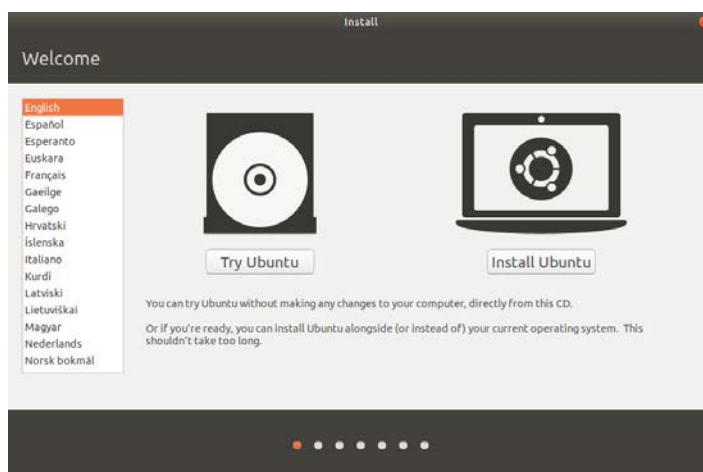 Install
Welcome
English
Español
Esperanto
Euskara
Français
Gaeilge
Galego
Hrvatski
Íslenska
Italiano
Kurdî
Latviski
Lietuviškai
Magyar
Nederlands
Norsk bokmål
Try Ubuntu
Install Ubuntu
You can try Ubuntu without making any changes to your computer, directly from this CD.
Or if you're ready, you can install Ubuntu alongside (or instead of) your current operating system. This
shouldn't take too long.